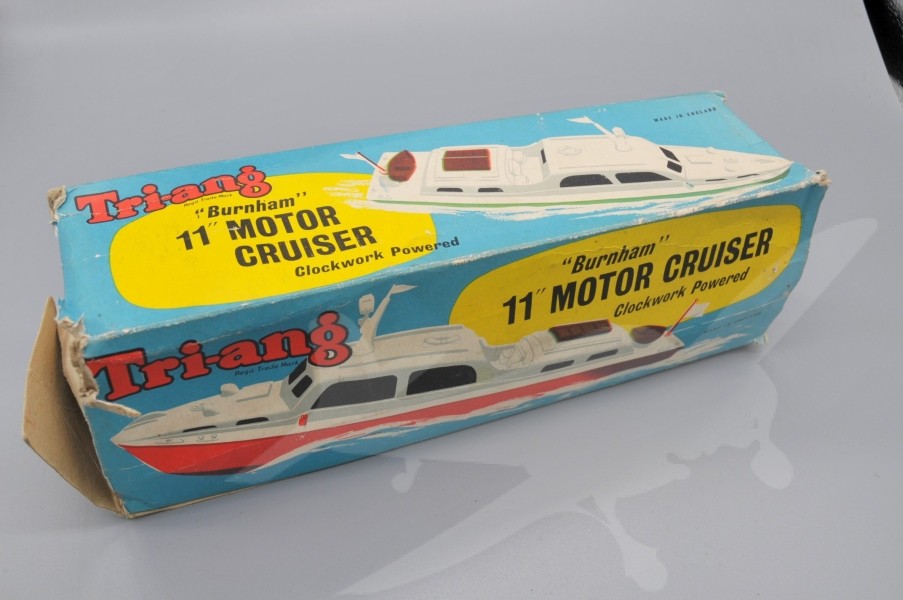 MADE IN ENGLAND
Tri-ang
Regd Trade Mark
"Burnham"
11" MOTOR
CRUISER
Clockwork Powered
"Burnham"
11" MOTOR CRUISER
Clockwork Powered
Tri-ang
Regd Trade Mark